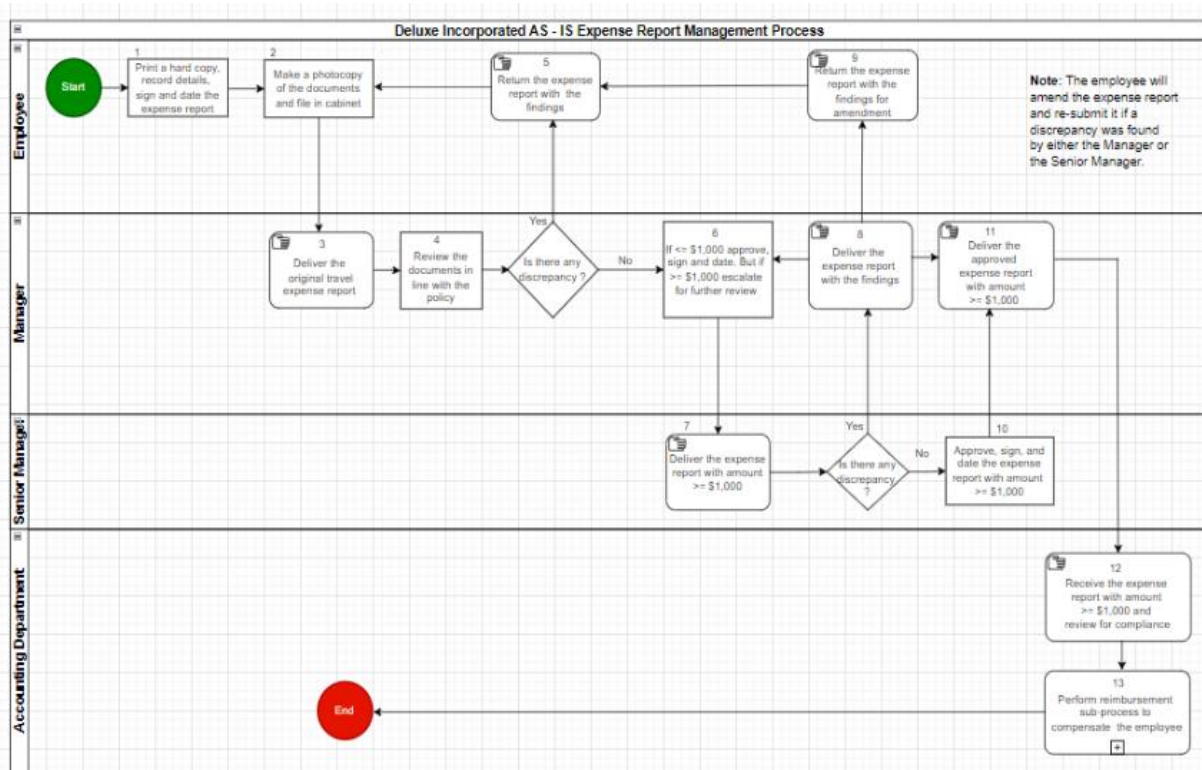 Deluxe Incorporated AS - IS Expense Report Management Process
Employee
Start
1
Print a hard copy,
record details,
sign and date the
expense report
2
Make a photocopy
of the documents
and file in cabinet
5
Return the expense
report with the
findings
9
Return the expense
report with the
findings for
amendment
Note: The employee will
amend the expense report
and re-submit it if a
discrepancy was found
by either the Manager or
the Senior Manager.
Manager
3
Deliver the
original travel
expense report
4
Review the
documents in
line with the
policy
Yes
Is there any
discrepancy ?
No
6
If <= $1,000 approve,
sign and date. But if
>= $1,000 escalate
for further review
8
Deliver the
expense report
with the findings
11
Deliver the
approved
expense report
with amount
>= $1,000
Senior Manager
7
Deliver the expense
report with amount
>= $1,000
Yes
Is there any
discrepancy
?
No
10
Approve, sign, and
date the expense
report with amount
>= $1,000
Accounting Department
12
Receive the expense
report with amount
>= $1,000 and
review for compliance
13
Perform reimbursement
sub-process to
compensate the employee
End